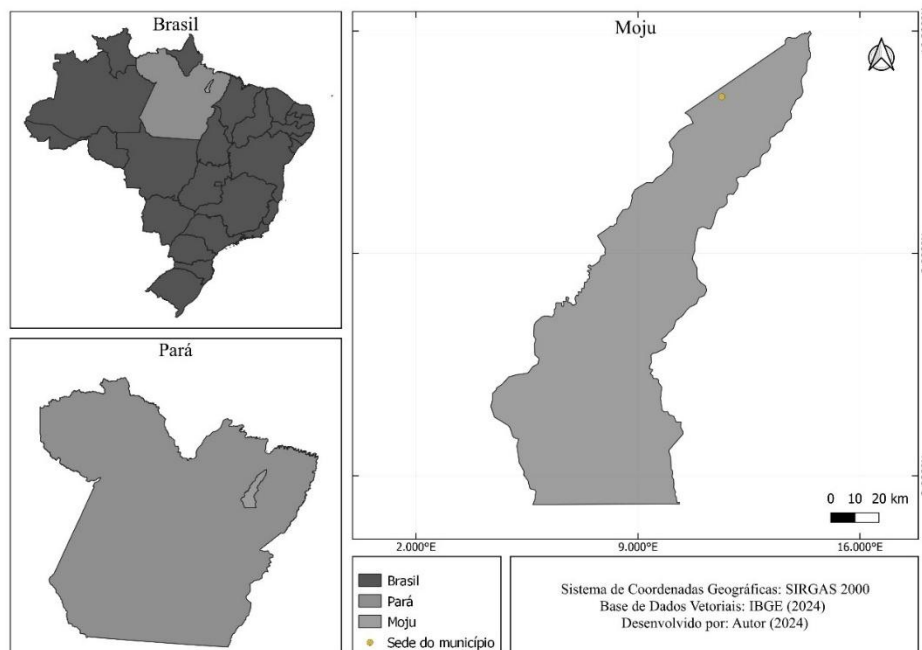 Brasil
Moju
Pará
0 10 20 km
2.000°E 9.000°E 16.000°E
Brasil
Pará
Moju
Sede do município
Sistema de Coordenadas Geográficas: SIRGAS 2000
Base de Dados Vetoriais: IBGE (2024)
Desenvolvido por: Autor (2024)